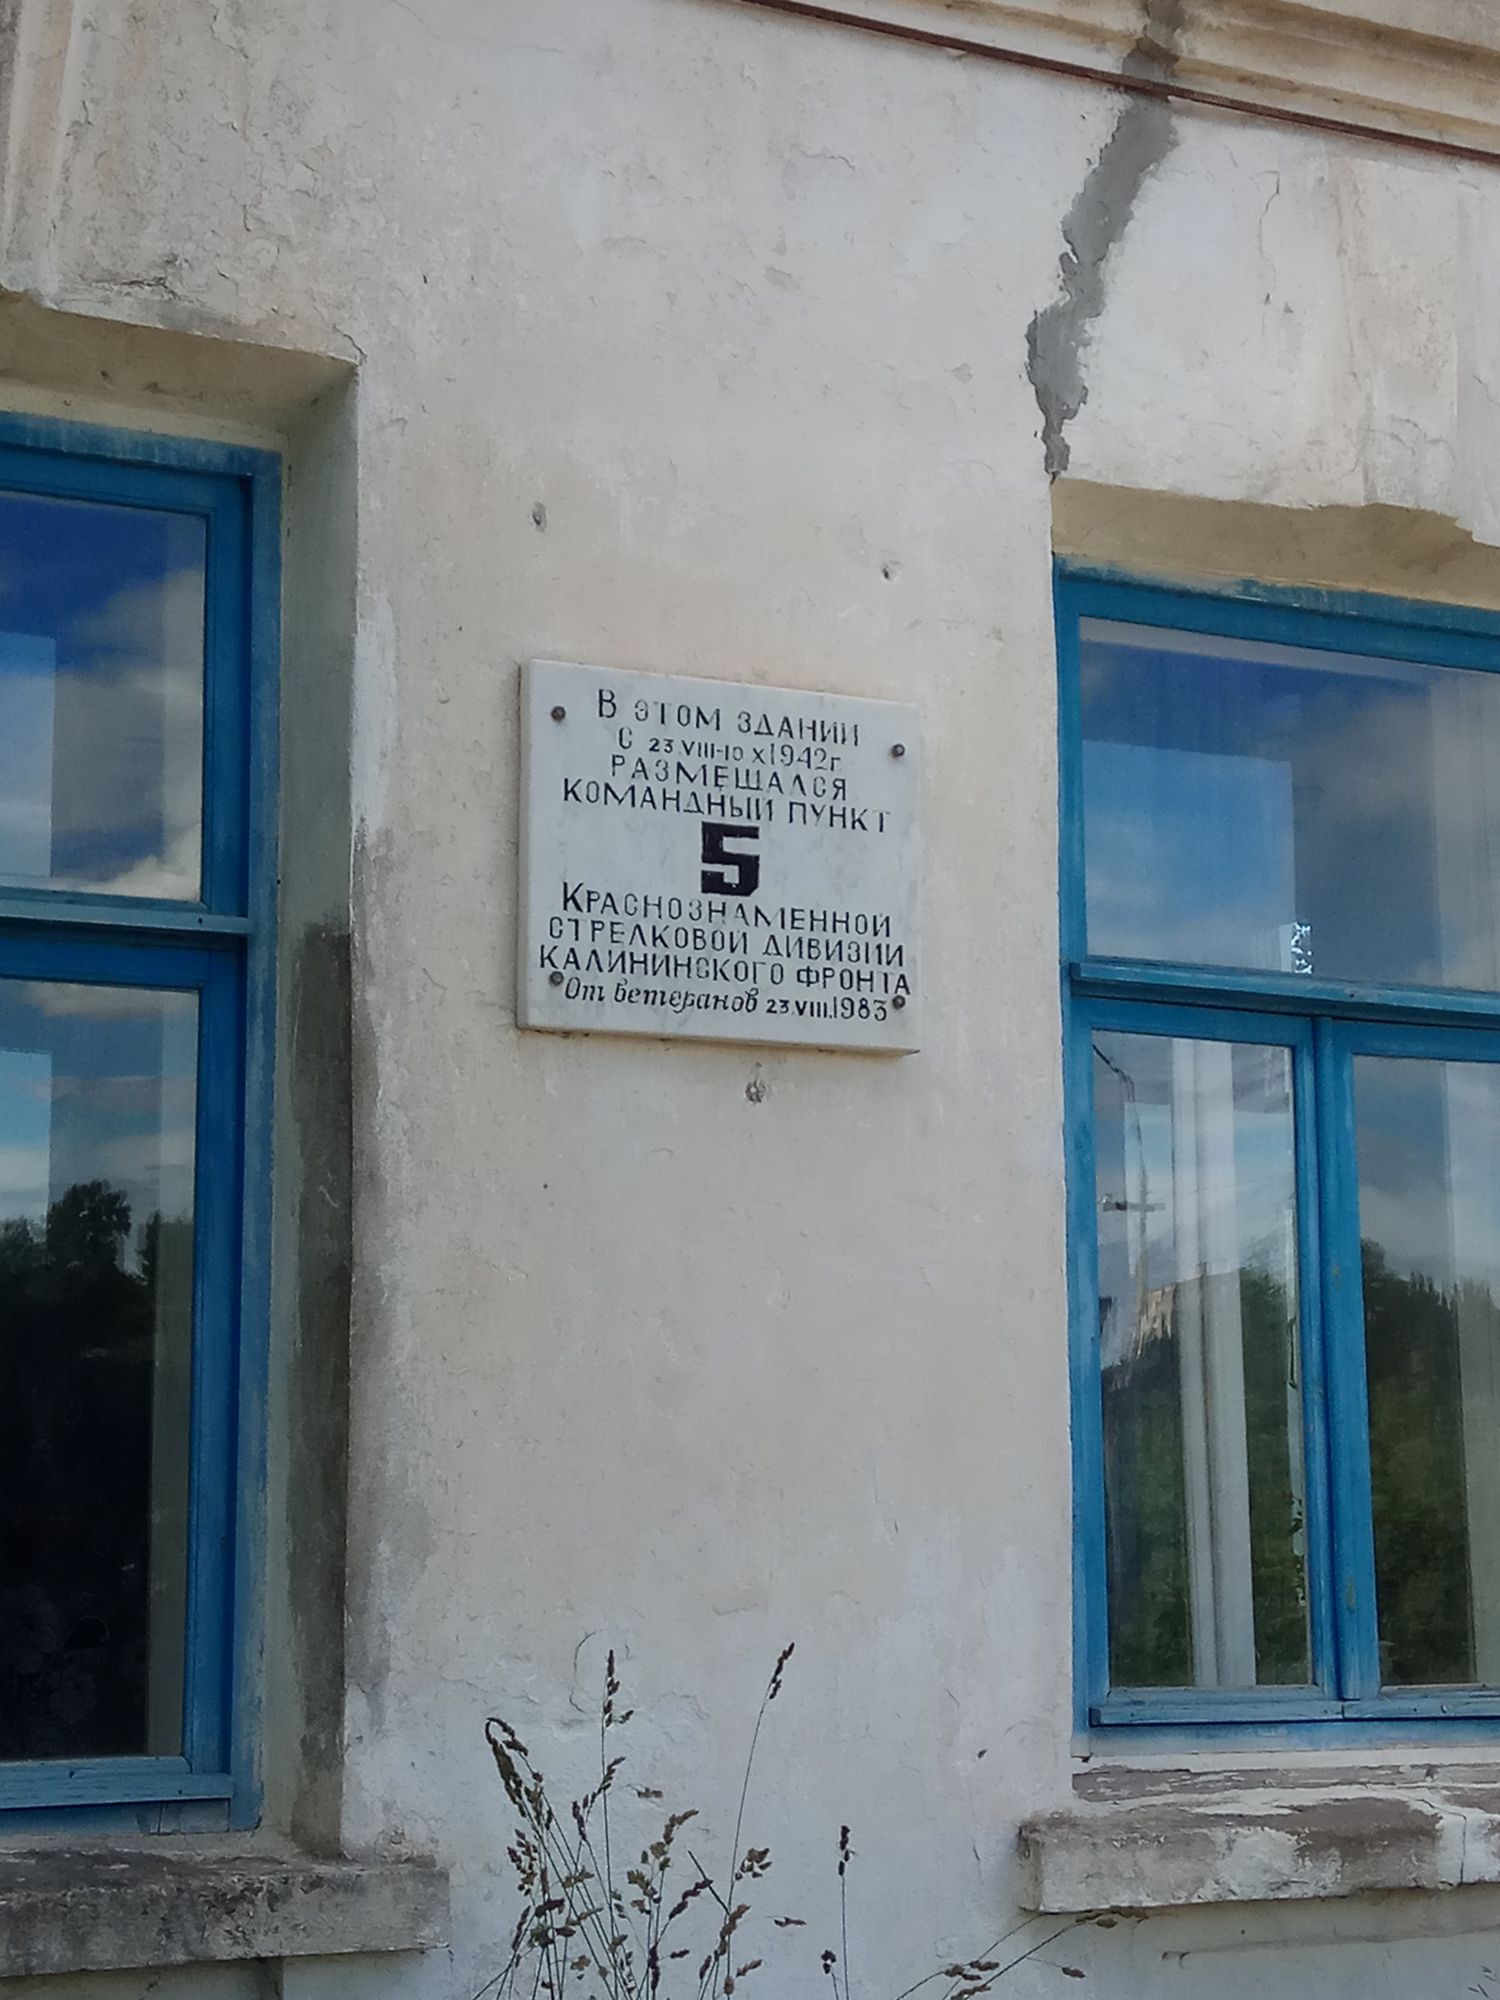 В ЭТОМ ЗДАНИИ
С 23.VIII-10 X 1942г.
РАЗМЕЩАЛСЯ
КОМАНДНЫЙ ПУНКТ
5
КРАСНОЗНАМЕННОЙ
СТРЕЛКОВОЙ ДИВИЗИИ
КАЛИНИНСКОГО ФРОНТА
От ветеранов 23.VIII.1983